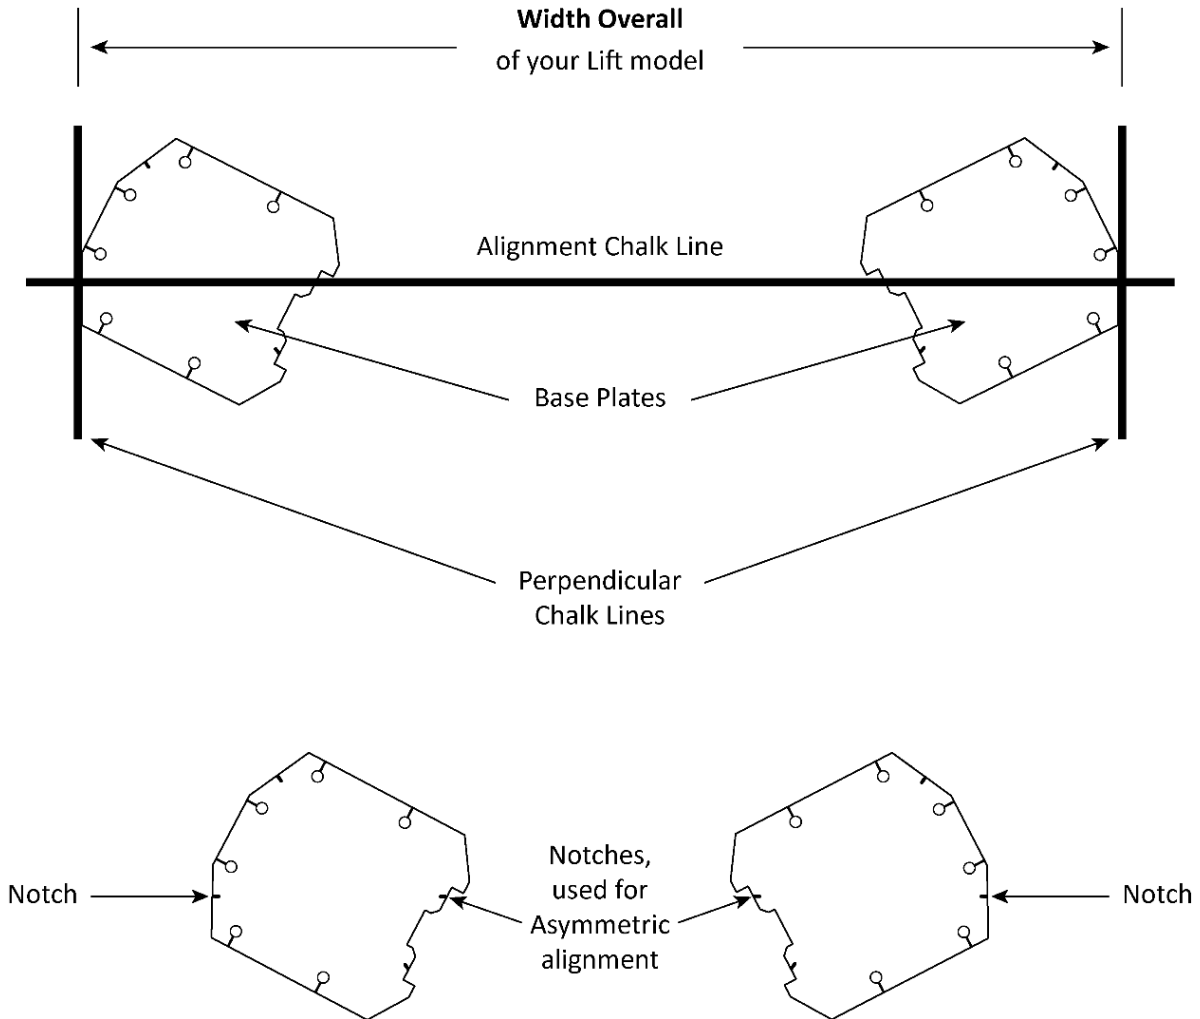 Width Overall
of your Lift model
Alignment Chalk Line
Base Plates
Perpendicular
Chalk Lines
Notch
Notches,
used for
Asymmetric
alignment
Notch